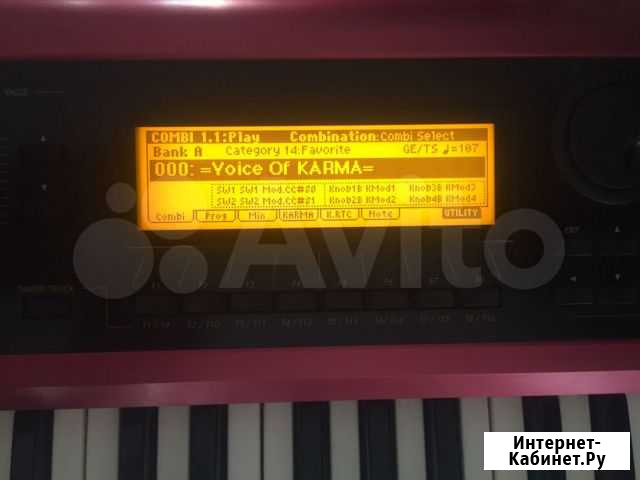 COMBI 1.1:Play Combination:Combi Select
Bank A Category 14:Favorite GE/TS ♩=107
000: =Voice Of KARMA=
SW1 SW1 Mod.CC#80 Knob1B KMod1 Knob3B KMod3
SW2 SW2 Mod.CC#81 Knob2B KMod2 Knob4B KMod4
Combi Prog Mix KARMA K.RTC Note UTILITY
Avito
F6 F7
Интернет-
Кабинет.Ру